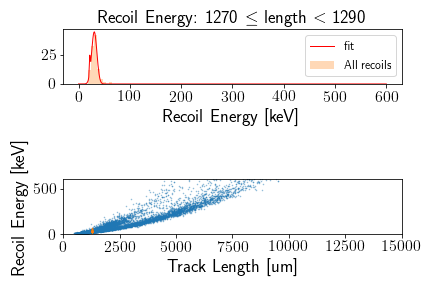 Recoil Energy: 1270 ≤ length < 1290
25
0
fit
All recoils
0 100 200 300 400 500 600
Recoil Energy [keV]
Recoil Energy [keV]
500
0
0 2500 5000 7500 10000 12500 15000
Track Length [um]